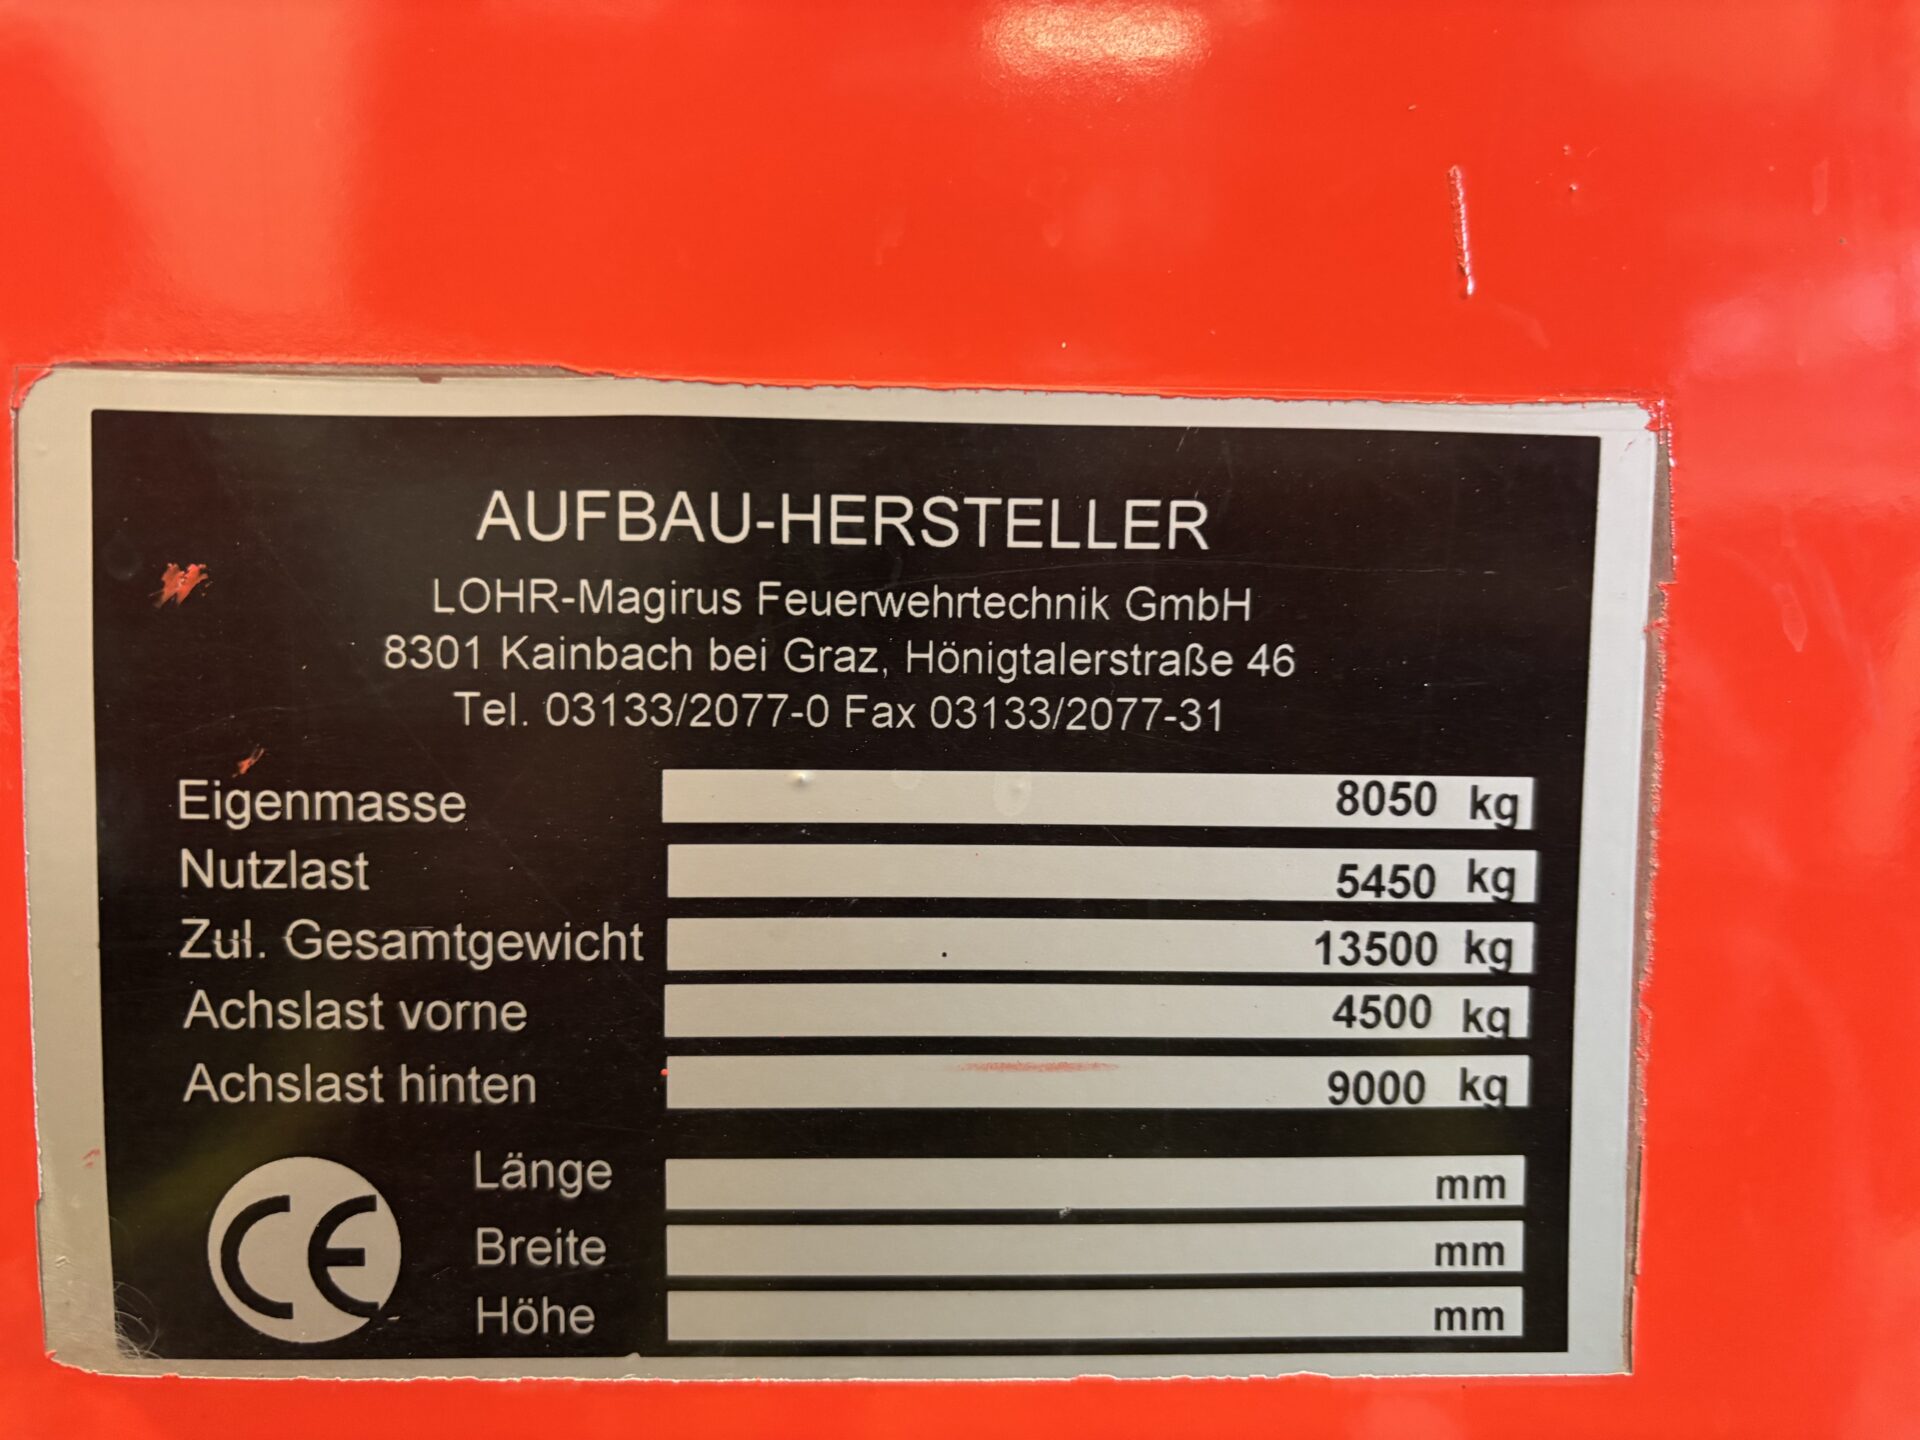 AUFBAU-HERSTELLER
LOHR-Magirus Feuerwehrtechnik GmbH
8301 Kainbach bei Graz, Hönigtalerstraße 46
Tel. 03133/2077-0 Fax 03133/2077-31
Eigenmasse 8050 kg
Nutzlast 5450 kg
Zul. Gesamtgewicht 13500 kg
Achslast vorne 4500 kg
Achslast hinten 9000 kg
CE
Länge mm
Breite mm
Höhe mm